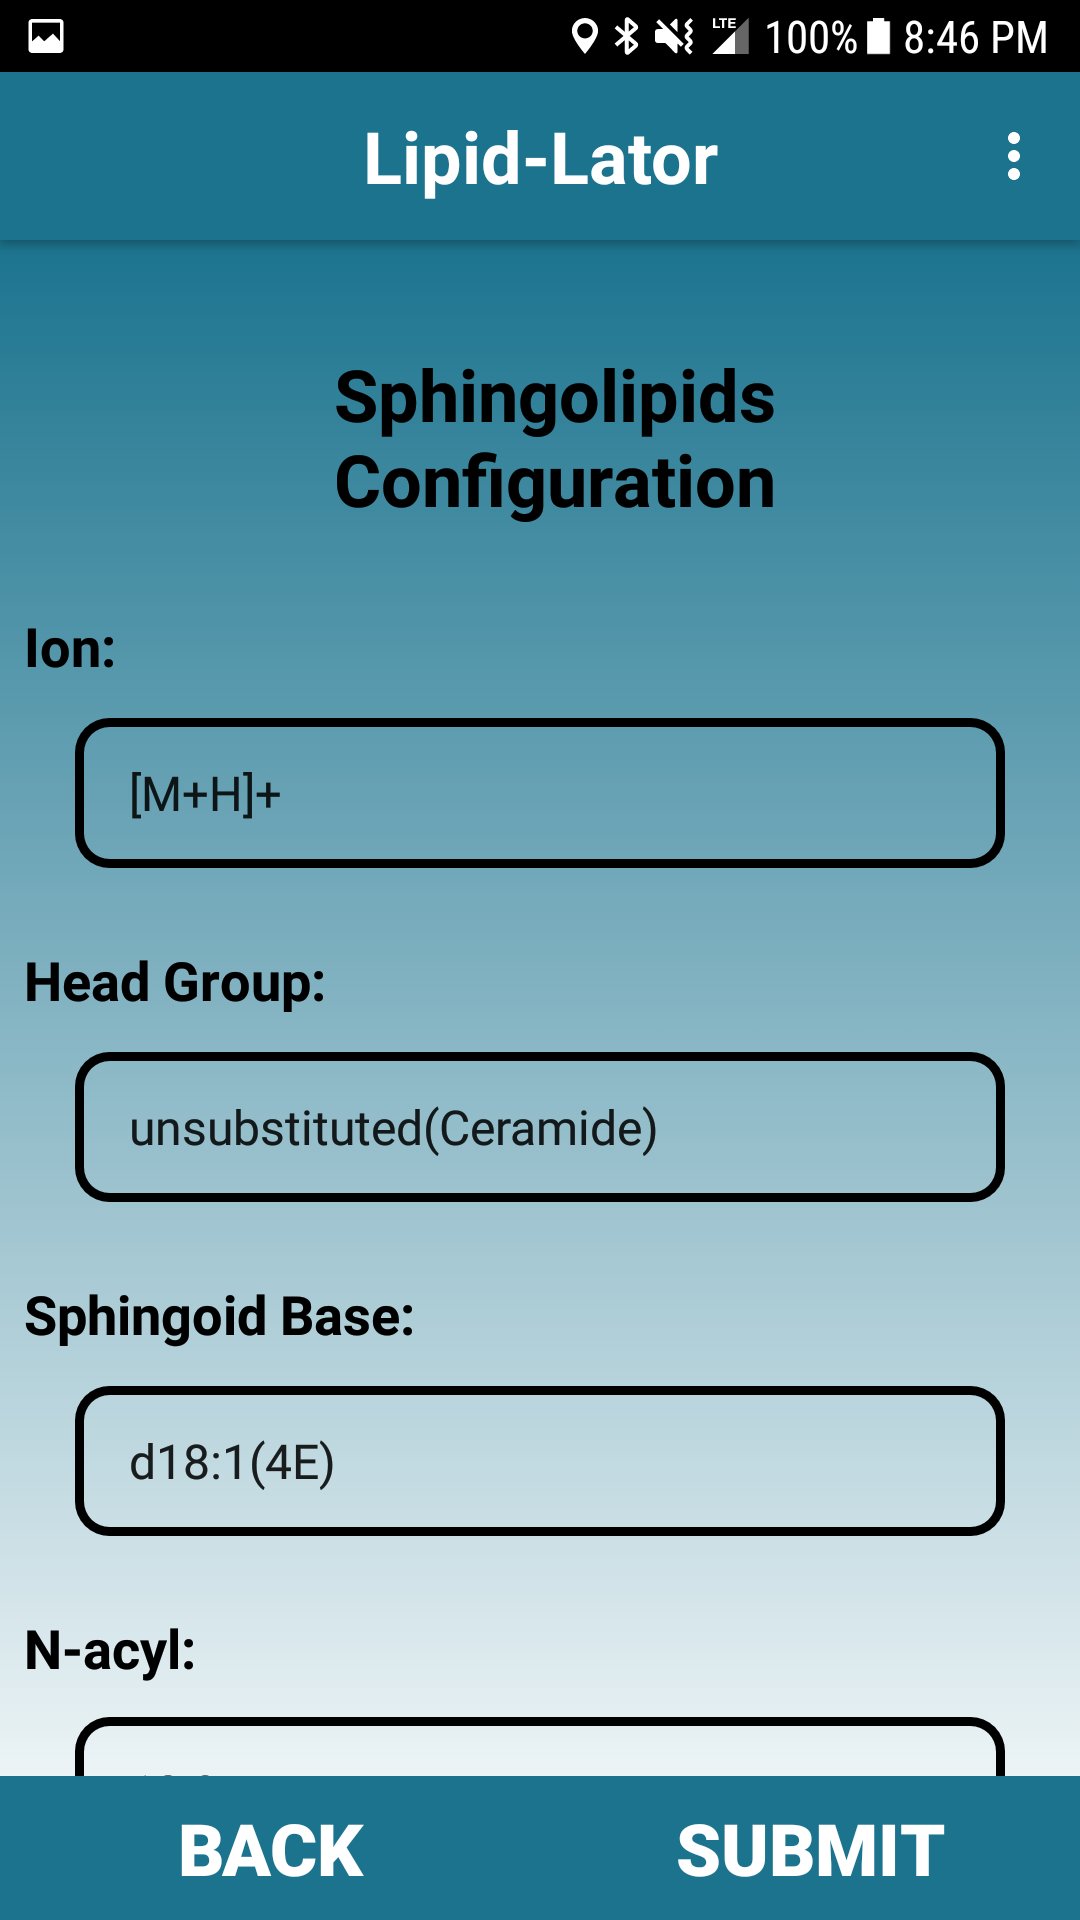 LTE 100% 8:46 PM
Lipid-Lator
Sphingolipids
Configuration
Ion:
[M+H]+
Head Group:
unsubstituted(Ceramide)
Sphingoid Base:
d18:1(4E)
N-acyl:
BACK SUBMIT